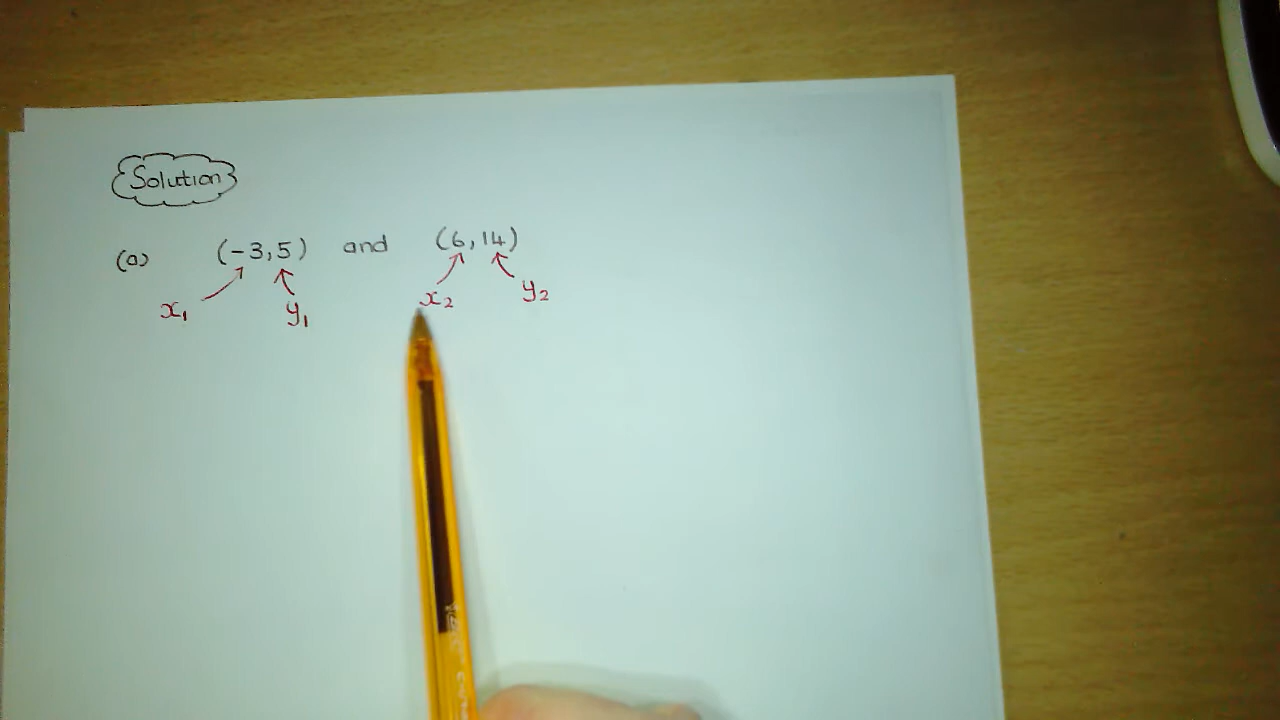 Solution
(a) (-3,5) and (6,14)
x₁ y₁ x₂ y₂